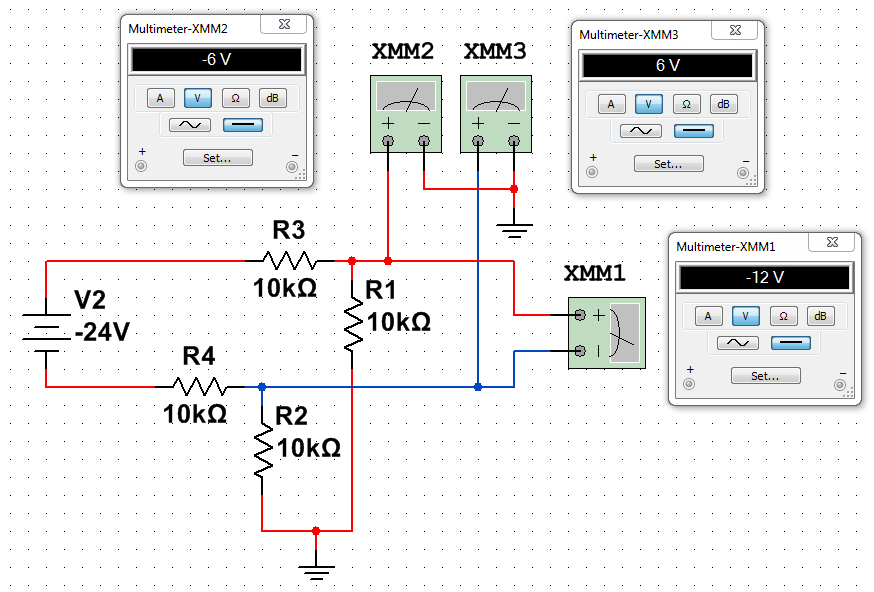 Multimeter-XMM2
-6 V
A V Ω dB
Set...
+ −
XMM2 XMM3
+ − + −
Multimeter-XMM3
6 V
A V Ω dB
Set...
+ −
R3
10kΩ
R1
10kΩ
V2
-24V
R4
10kΩ
R2
10kΩ
XMM1
+
−
Multimeter-XMM1
-12 V
A V Ω dB
Set...
+ −